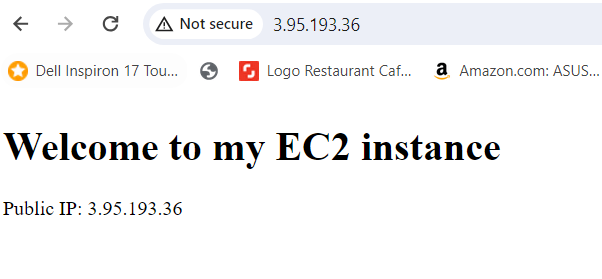 Not secure 3.95.193.36
Dell Inspiron 17 Tou... Logo Restaurant Caf... Amazon.com: ASUS...
Welcome to my EC2 instance
Public IP: 3.95.193.36